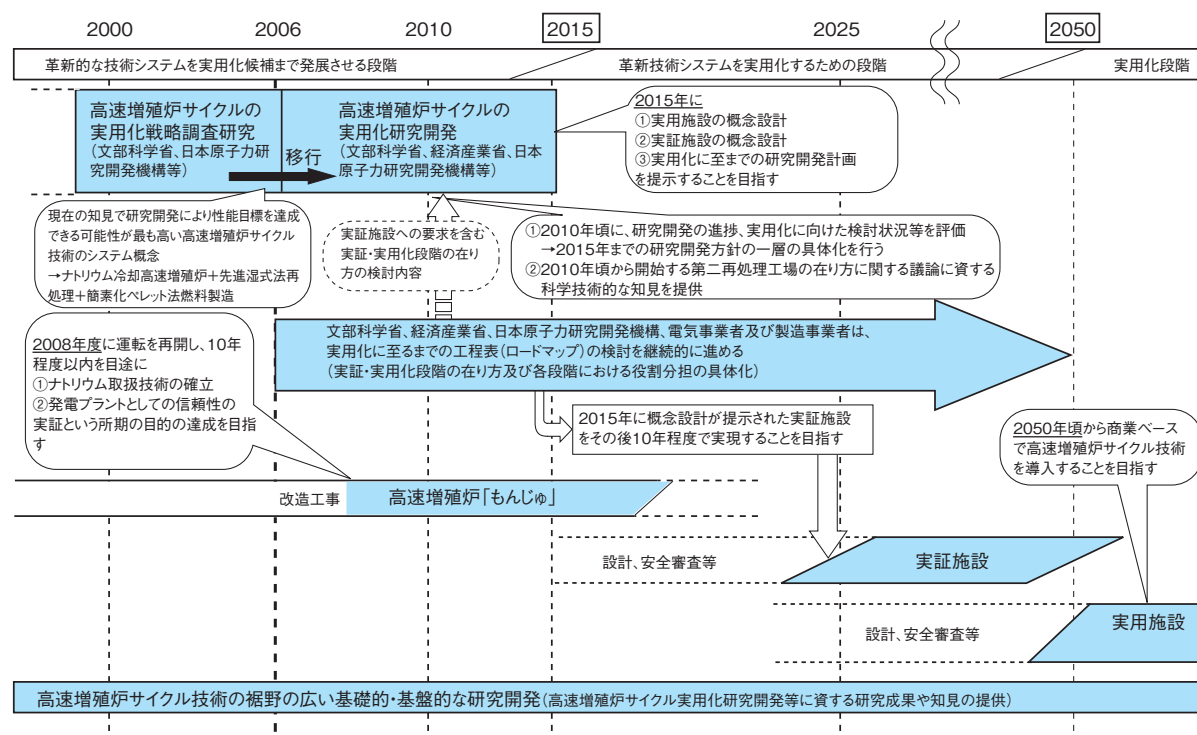 2000
2006
2010
2015
2025
2050
革新的な技術システムを実用化候補まで発展させる段階
革新技術システムを実用化するための段階
実用化段階
高速増殖炉サイクルの
実用化戦略調査研究
(文部科学省、日本原子力研
究開発機構等)
移行
高速増殖炉サイクルの
実用化研究開発
(文部科学省、経済産業省、日本
原子力研究開発機構等)
2015年に
①実用施設の概念設計
②実証施設の概念設計
③実用化に至までの研究開発計画
を提示することを目指す
現在の知見で研究開発により性能目標を達成
できる可能性が最も高い高速増殖炉サイクル
技術のシステム概念
→ナトリウム冷却高速増殖炉＋先進湿式法再
処理＋簡素化ペレット法燃料製造
実証施設への要求を含む
実証・実用化段階の在り
方の検討内容
①2010年頃に、研究開発の進捗、実用化に向けた検討状況等を評価
→2015年までの研究開発方針の一層の具体化を行う
②2010年頃から開始する第二再処理工場の在り方に関する議論に資する
科学技術的な知見を提供
文部科学省、経済産業省、日本原子力研究開発機構、電気事業者及び製造事業者は、
実用化に至るまでの工程表(ロードマップ)の検討を継続的に進める
(実証・実用化段階の在り方及び各段階における役割分担の具体化)
2008年度に運転を再開し、10年
程度以内を目途に
①ナトリウム取扱技術の確立
②発電プラントとしての信頼性の
実証という所期の目的の達成を目指
す
2015年に概念設計が提示された実証施設
をその後10年程度で実現することを目指す
2050年頃から商業ベース
で高速増殖炉サイクル技術
を導入することを目指す
改造工事
高速増殖炉「もんじゅ」
設計、安全審査等
実証施設
設計、安全審査等
実用施設
高速増殖炉サイクル技術の裾野の広い基礎的・基盤的な研究開発(高速増殖炉サイクル実用化研究開発等に資する研究成果や知見の提供)